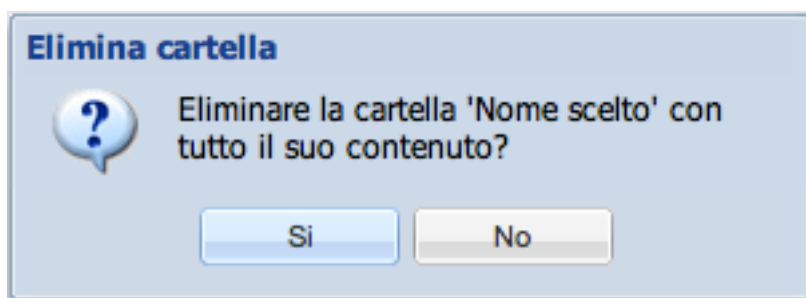 Elimina cartella
Eliminare la cartella 'Nome scelto' con
tutto il suo contenuto?
Si
No